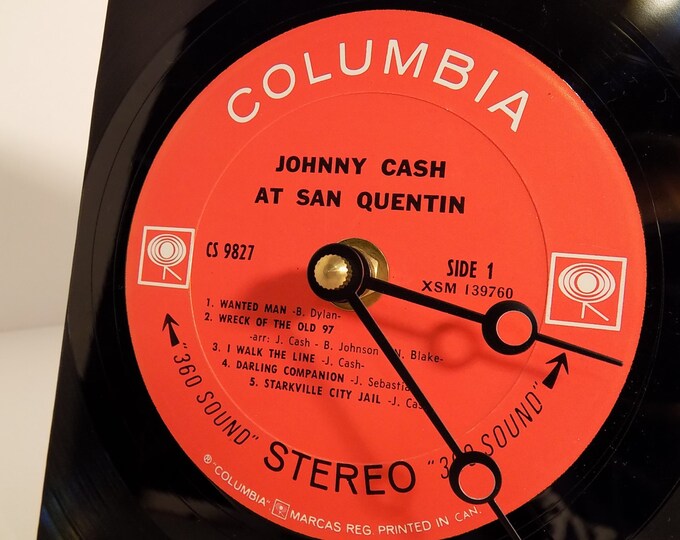 COLUMBIA
JOHNNY CASH
AT SAN QUENTIN
CS 9827
SIDE 1
XSM 139760
1. WANTED MAN -B. Dylan-
2. WRECK OF THE OLD 97
-arr: J. Cash - B. Johnson N. Blake-
3. I WALK THE LINE -J. Cash-
4. DARLING COMPANION -J. Sebastia
5. STARKVILLE CITY JAIL -J. Cas
"360 SOUND" STEREO "360 SOUND"
® "COLUMBIA" MARCAS REG. PRINTED IN CAN.